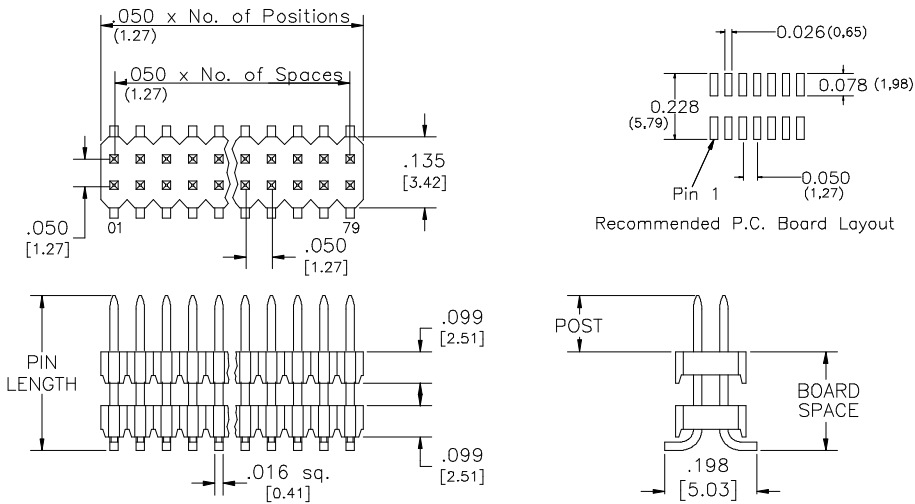 .050 x No. of Positions
(1.27)
.050 x No. of Spaces
(1.27)
.135
[3.42]
.050
[1.27]
01
79
.050
[1.27]
0.026(0,65)
0.078 (1,98)
0.228
(5,79)
Pin 1
0.050
(1,27)
Recommended P.C. Board Layout
PIN
LENGTH
.099
[2.51]
.099
[2.51]
.016 sq.
[0.41]
POST
BOARD
SPACE
.198
[5.03]